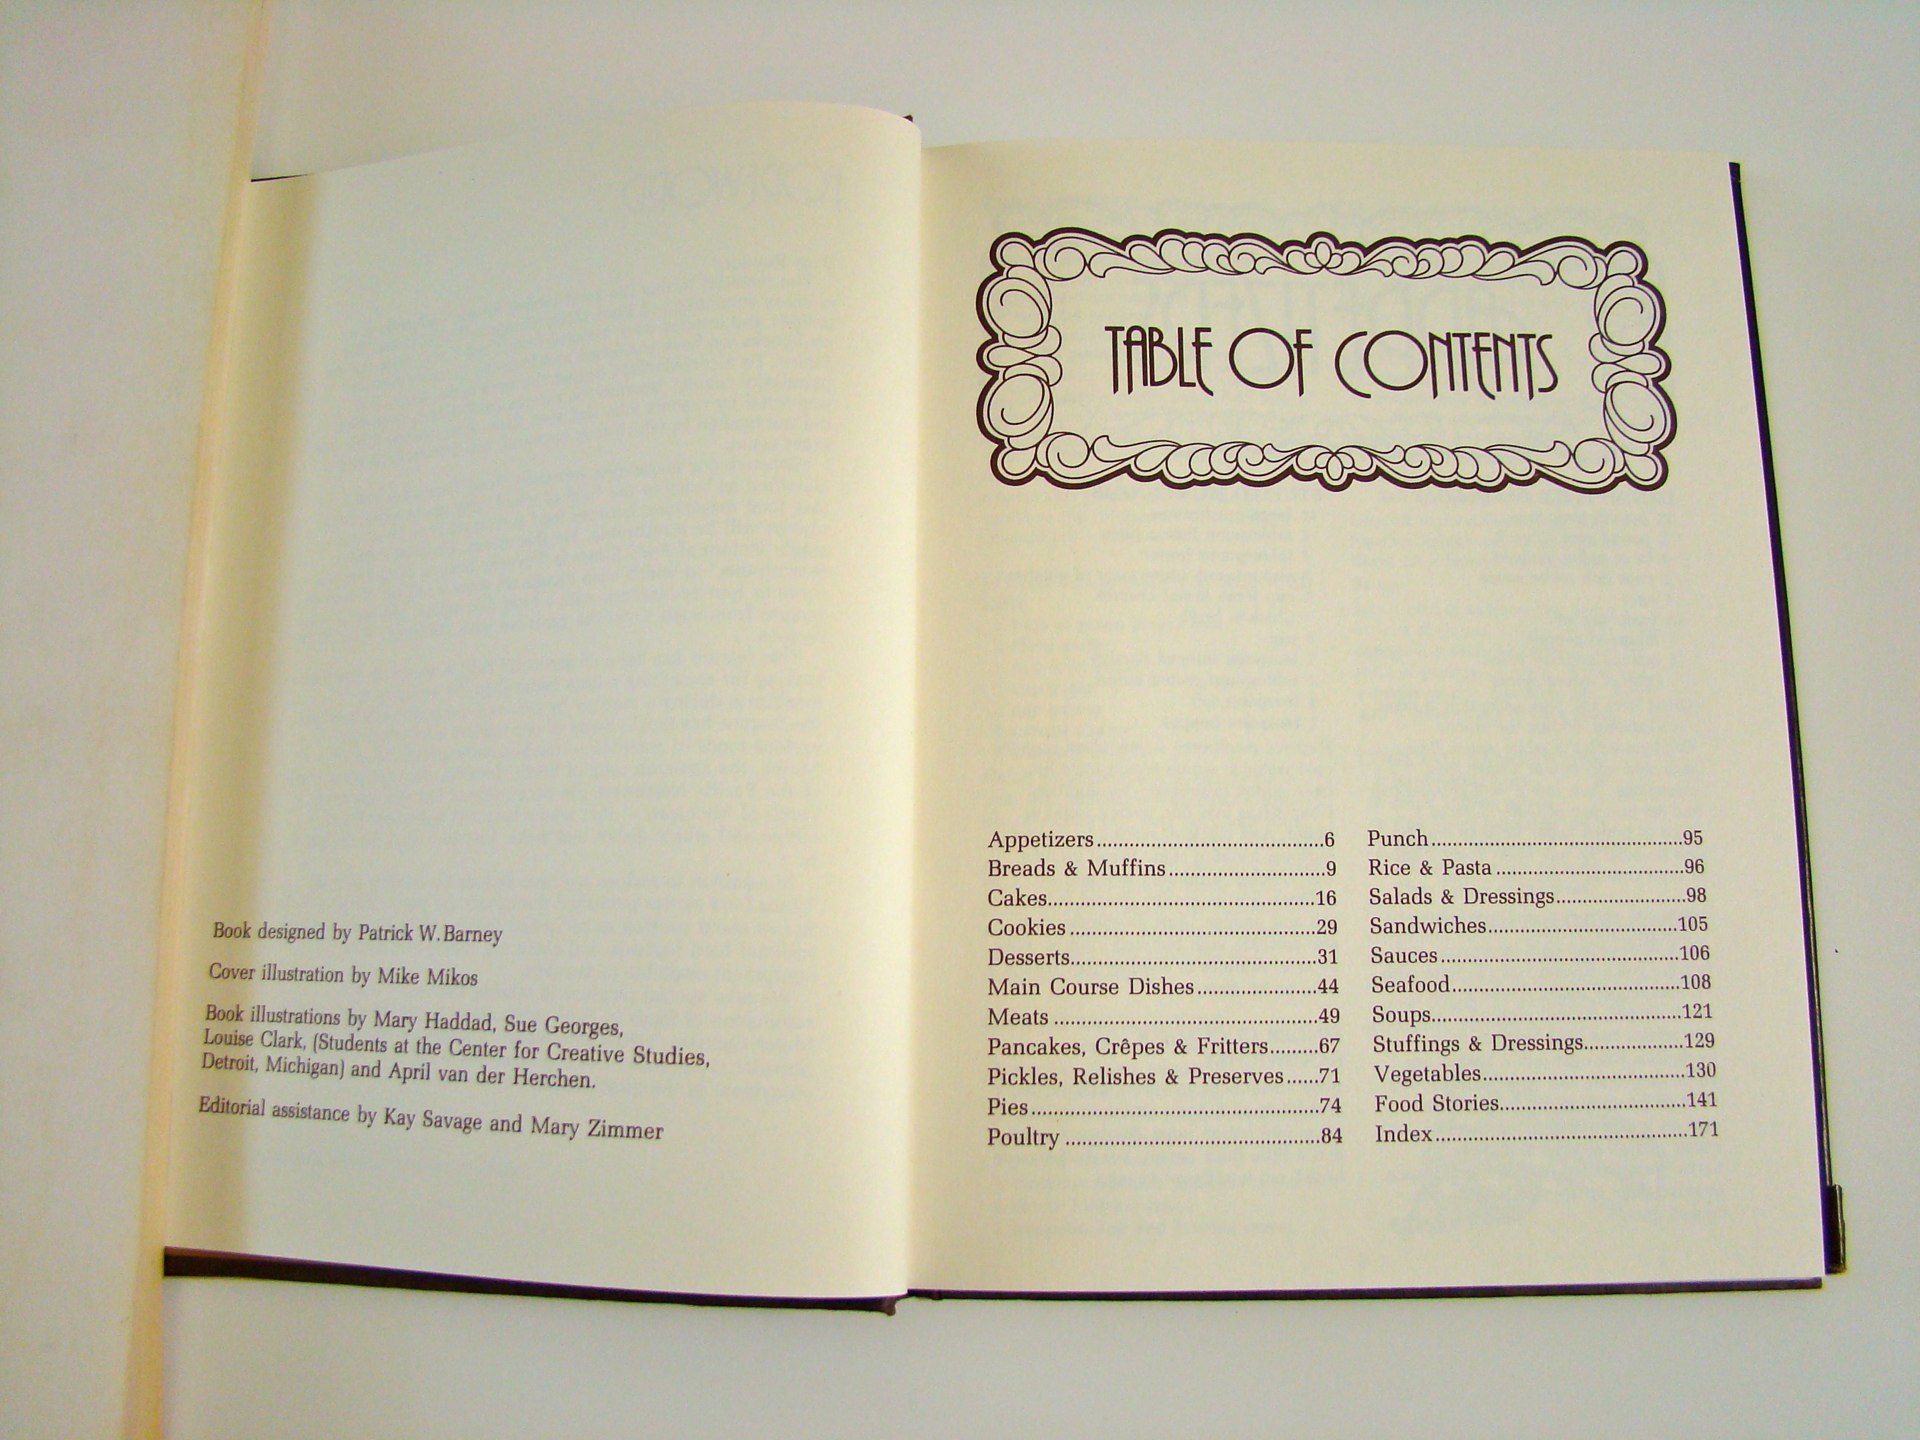 Book designed by Patrick W. Barney
Cover illustration by Mike Mikos
Book illustrations by Mary Haddad, Sue Georges,
Louise Clark, (Students at the Center for Creative Studies,
Detroit, Michigan) and April van der Herchen.
Editorial assistance by Kay Savage and Mary Zimmer
TABLE OF CONTENTS
Appetizers..........................................6
Breads & Muffins.............................9
Cakes.................................................16
Cookies.............................................29
Desserts.............................................31
Main Course Dishes......................44
Meats.................................................49
Pancakes, Crêpes & Fritters.........67
Pickles, Relishes & Preserves......71
Pies.....................................................74
Poultry...............................................84
Punch..............................................95
Rice & Pasta...................................96
Salads & Dressings........................98
Sandwiches...................................105
Sauces............................................106
Seafood..........................................108
Soups..............................................121
Stuffings & Dressings..................129
Vegetables.....................................130
Food Stories..................................141
Index..............................................171